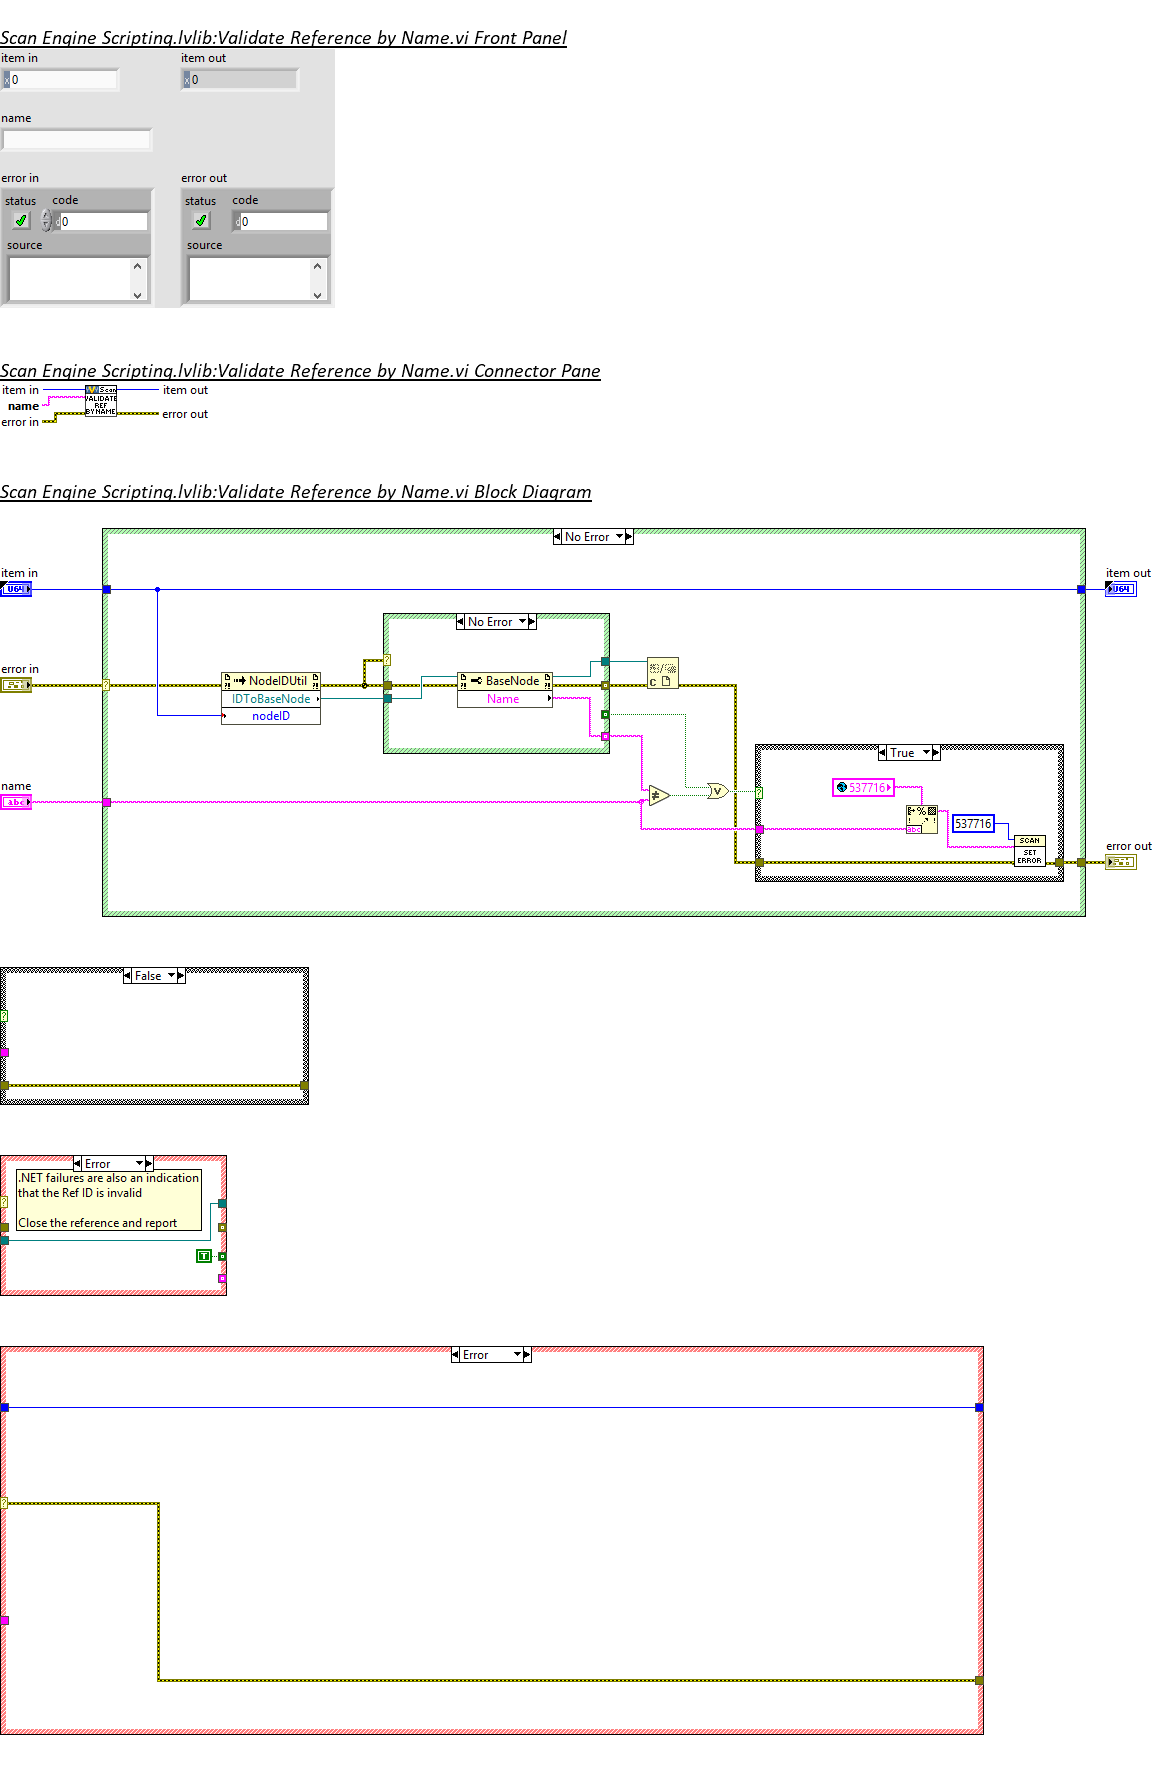 Scan Engine Scripting.lvlib:Validate Reference by Name.vi Front Panel
item in
item out
0
0
name
error in
error out
status
code
status
code
0
0
source
source
Scan Engine Scripting.lvlib:Validate Reference by Name.vi Connector Pane
item in
name
error in
Scan
VALIDATE
REF
BY NAME
item out
error out
Scan Engine Scripting.lvlib:Validate Reference by Name.vi Block Diagram
No Error
item in
U64
item out
U64
No Error
error in
NodeIDUtil
IDToBaseNode
nodeID
BaseNode
Name
C
True
name
abc
537716
%
abc
537716
SCAN
SET
ERROR
error out
False
Error
.NET failures are also an indication
that the Ref ID is invalid
Close the reference and report
T
Error